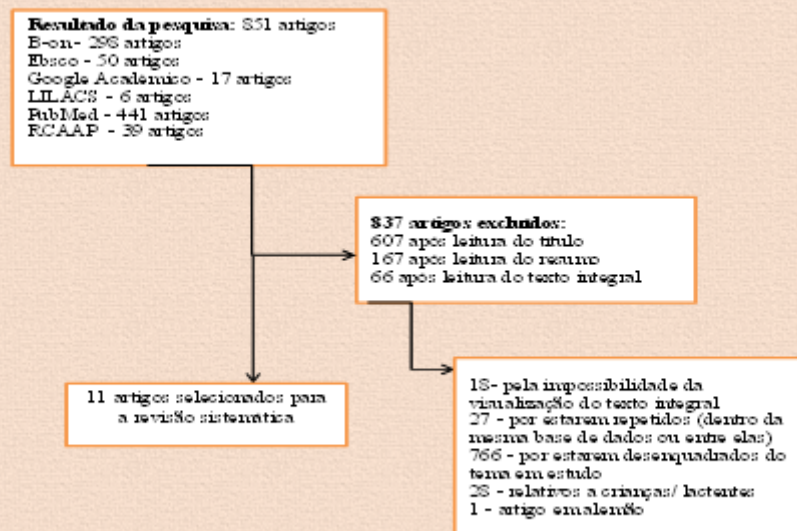 Resultado da pesquisa: 851 artigos
B-on- 298 artigos
Ebsco - 50 artigos
Google Académico - 17 artigos
LILACS - 6 artigos
PubMed - 441 artigos
RCAAP - 39 artigos
837 artigos excluídos:
607 após leitura do título
167 após leitura do resumo
66 após leitura do texto integral
11 artigos selecionados para
a revisão sistemática
18- pela impossibilidade da
visualização do texto integral
27 - por estarem repetidos (dentro da
mesma base de dados ou entre elas)
766 - por estarem desenquadrados do
tema em estudo
28 - relativos a crianças/ lactentes
1 - artigo em alemão